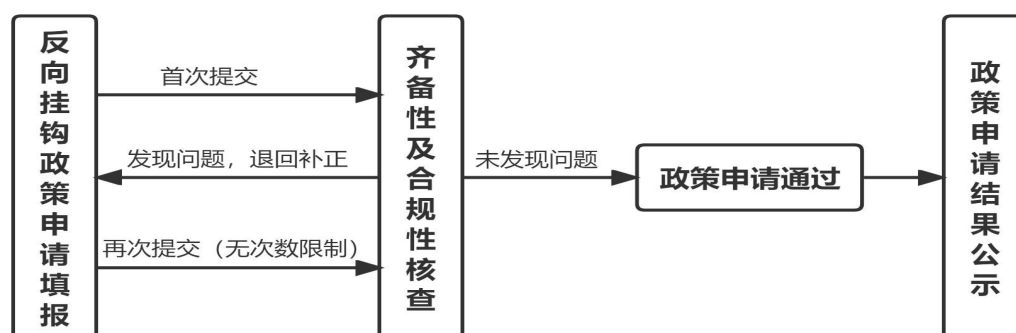 反向挂钩政策申请填报
首次提交
发现问题，退回补正
再次提交（无次数限制）
齐备性及合规性核查
未发现问题
政策申请通过
政策申请结果公示